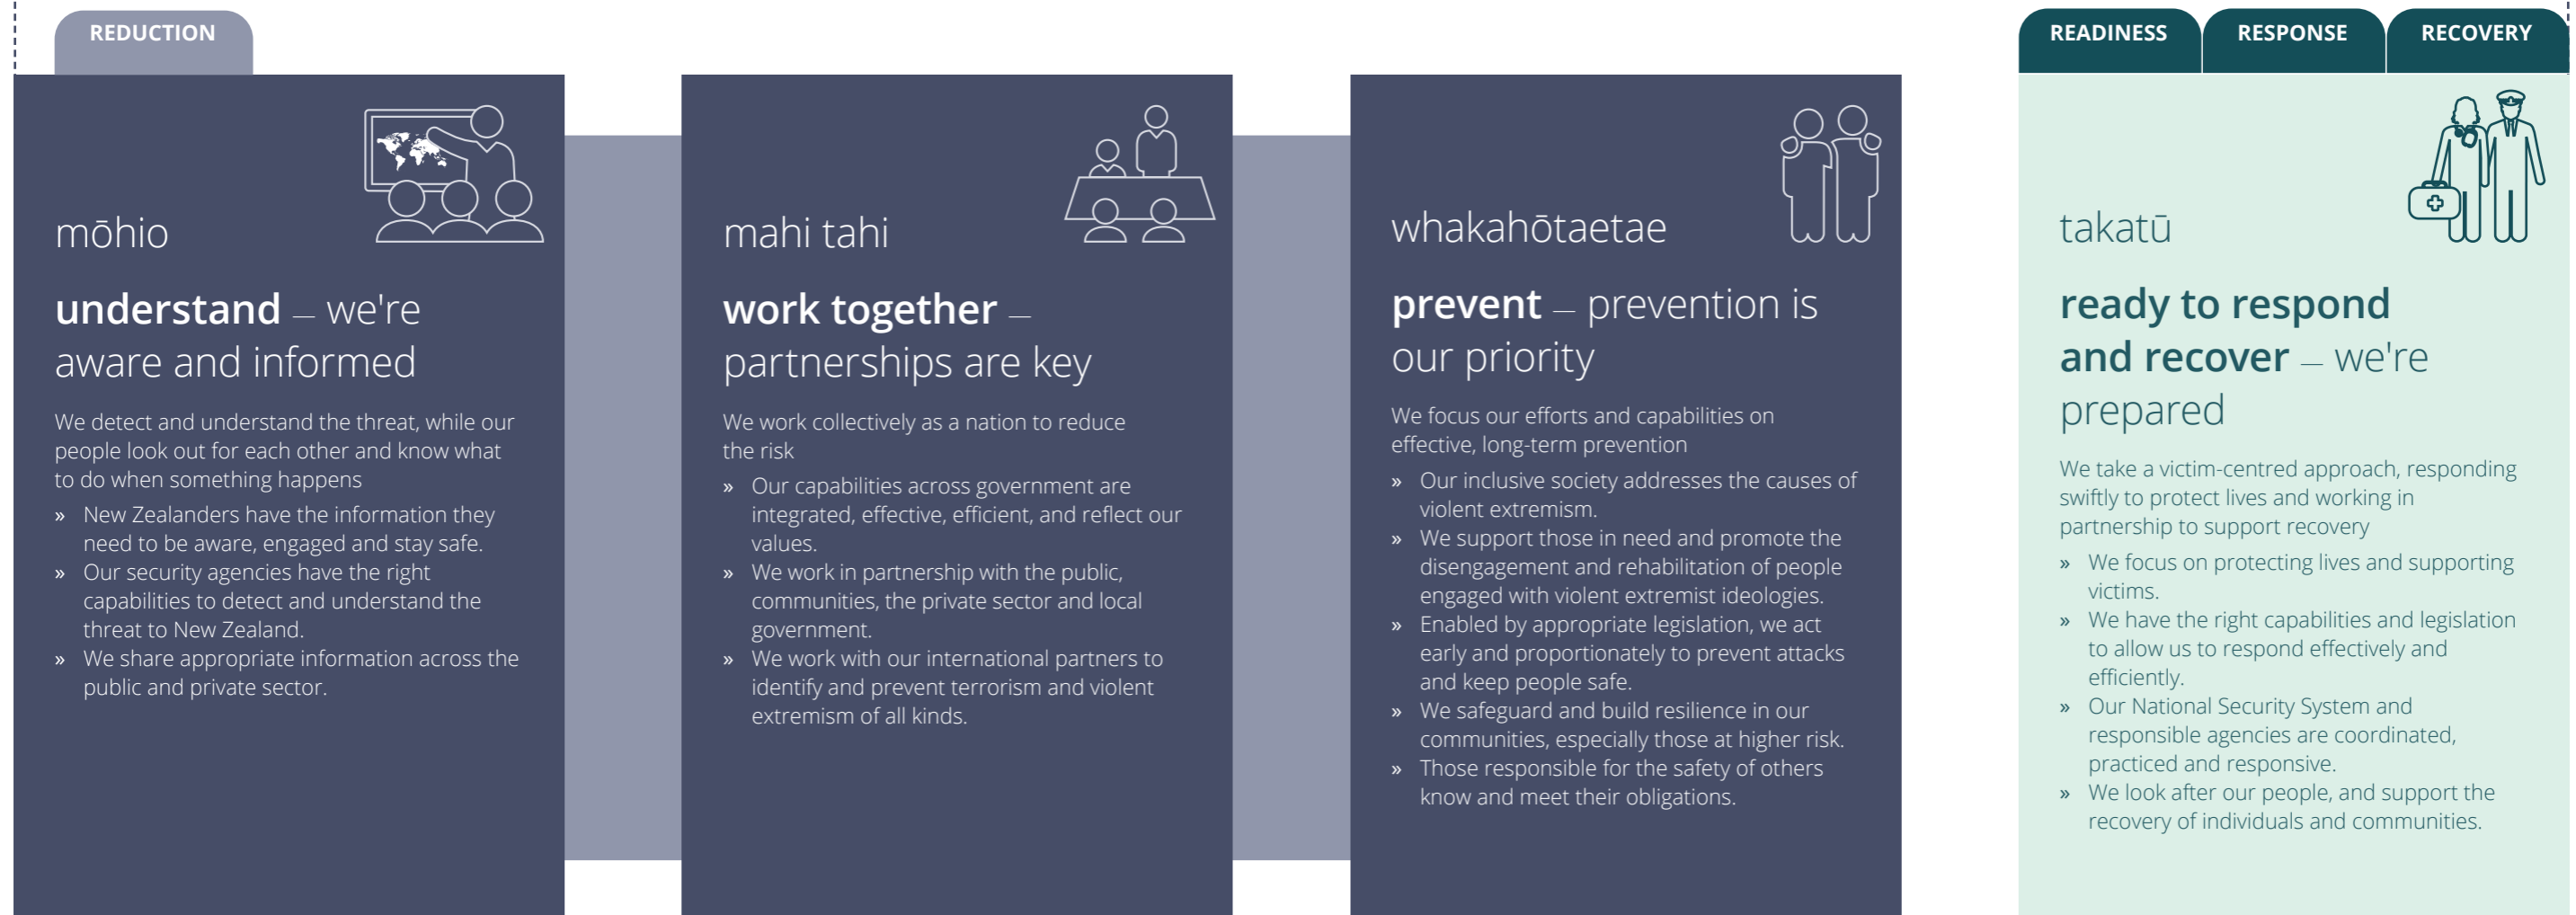 REDUCTION
mōhio
understand – we're
aware and informed
We detect and understand the threat, while our
people look out for each other and know what
to do when something happens
» New Zealanders have the information they
need to be aware, engaged and stay safe.
» Our security agencies have the right
capabilities to detect and understand the
threat to New Zealand.
» We share appropriate information across the
public and private sector.
mahi tahi
work together –
partnerships are key
We work collectively as a nation to reduce
the risk
» Our capabilities across government are
integrated, effective, efficient, and reflect our
values.
» We work in partnership with the public,
communities, the private sector and local
government.
» We work with our international partners to
identify and prevent terrorism and violent
extremism of all kinds.
whakahōtaetae
prevent – prevention is
our priority
We focus our efforts and capabilities on
effective, long-term prevention
» Our inclusive society addresses the causes of
violent extremism.
» We support those in need and promote the
disengagement and rehabilitation of people
engaged with violent extremist ideologies.
» Enabled by appropriate legislation, we act
early and proportionately to prevent attacks
and keep people safe.
» We safeguard and build resilience in our
communities, especially those at higher risk.
» Those responsible for the safety of others
know and meet their obligations.
READINESS
RESPONSE
RECOVERY
takatū
ready to respond
and recover – we're
prepared
We take a victim-centred approach, responding
swiftly to protect lives and working in
partnership to support recovery
» We focus on protecting lives and supporting
victims.
» We have the right capabilities and legislation
to allow us to respond effectively and
efficiently.
» Our National Security System and
responsible agencies are coordinated,
practiced and responsive.
» We look after our people, and support the
recovery of individuals and communities.